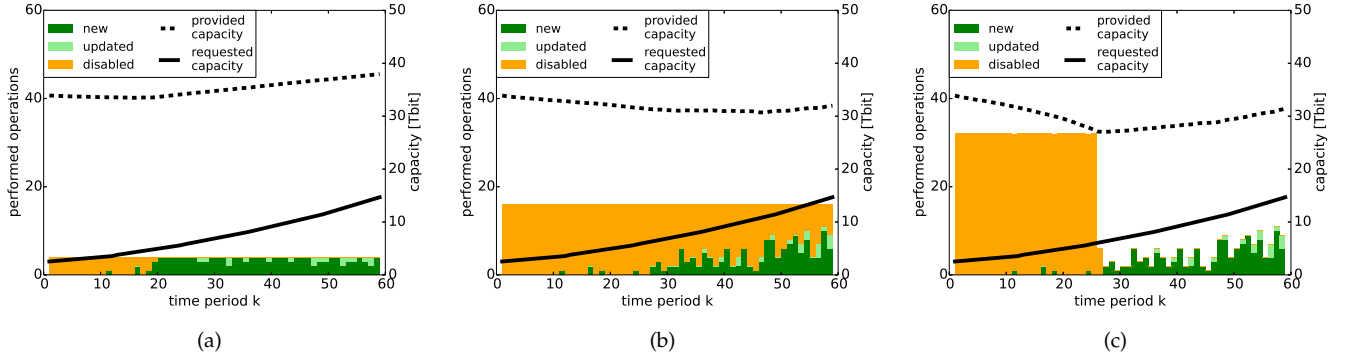 new
updated
disabled
provided
capacity
requested
capacity
performed operations
capacity [Tbit]
60
40
20
0
50
40
30
20
10
0
0 10 20 30 40 50 60
time period k
(a)
new
updated
disabled
provided
capacity
requested
capacity
performed operations
capacity [Tbit]
60
40
20
0
50
40
30
20
10
0
0 10 20 30 40 50 60
time period k
(b)
new
updated
disabled
provided
capacity
requested
capacity
performed operations
capacity [Tbit]
60
40
20
0
50
40
30
20
10
0
0 10 20 30 40 50 60
time period k
(c)